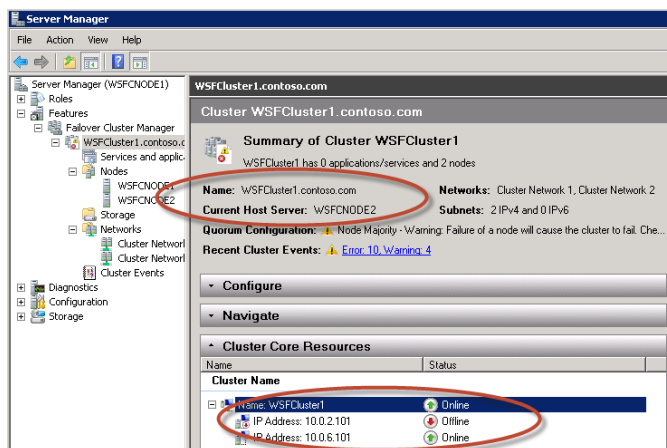 Server Manager
File Action View Help
Server Manager (WSFCNODE1)
Roles
Features
Failover Cluster Manager
WSFCluster1.contoso.c
Services and applic
Nodes
WSFCNODE1
WSFCNODE2
Storage
Networks
Cluster Networl
Cluster Networl
Cluster Events
Diagnostics
Configuration
Storage
WSFCluster1.contoso.com
Cluster WSFCluster1.contoso.com
Summary of Cluster WSFCluster1
WSFCluster1 has 0 applications/services and 2 nodes
Name: WSFCluster1.contoso.com
Networks: Cluster Network 1, Cluster Network 2
Current Host Server: WSFCNODE2
Subnets: 2 IPv4 and 0 IPv6
Quorum Configuration: Node Majority - Warning: Failure of a node will cause the cluster to fail. Che...
Recent Cluster Events: Error: 10, Warning: 4
Configure
Navigate
Cluster Core Resources
Name Status
Cluster Name
Name: WSFCluster1 Online
IP Address: 10.0.2.101 Offline
IP Address: 10.0.6.101 Online